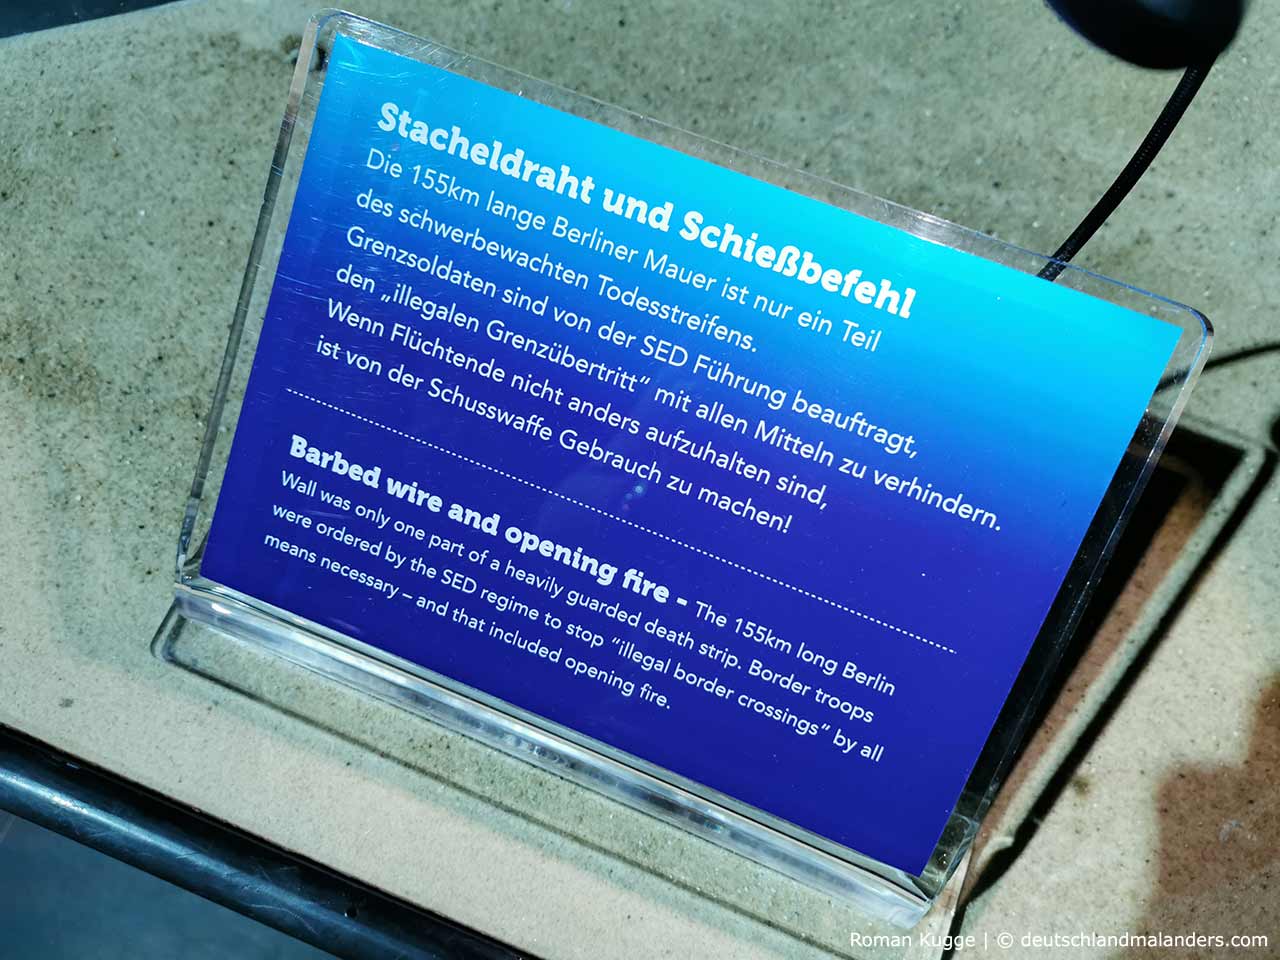 Stacheldraht und Schießbefehl
Die 155km lange Berliner Mauer ist nur ein Teil
des schwerbewachten Todesstreifens.
Grenzsoldaten sind von der SED Führung beauftragt,
den „illegalen Grenzübertritt“ mit allen Mitteln zu verhindern.
Wenn Flüchtende nicht anders aufzuhalten sind,
ist von der Schusswaffe Gebrauch zu machen!
Barbed wire and opening fire - The 155km long Berlin
Wall was only one part of a heavily guarded death strip. Border troops
were ordered by the SED regime to stop “illegal border crossings” by all
means necessary – and that included opening fire.
Roman Kugge | © deutschlandmalanders.com